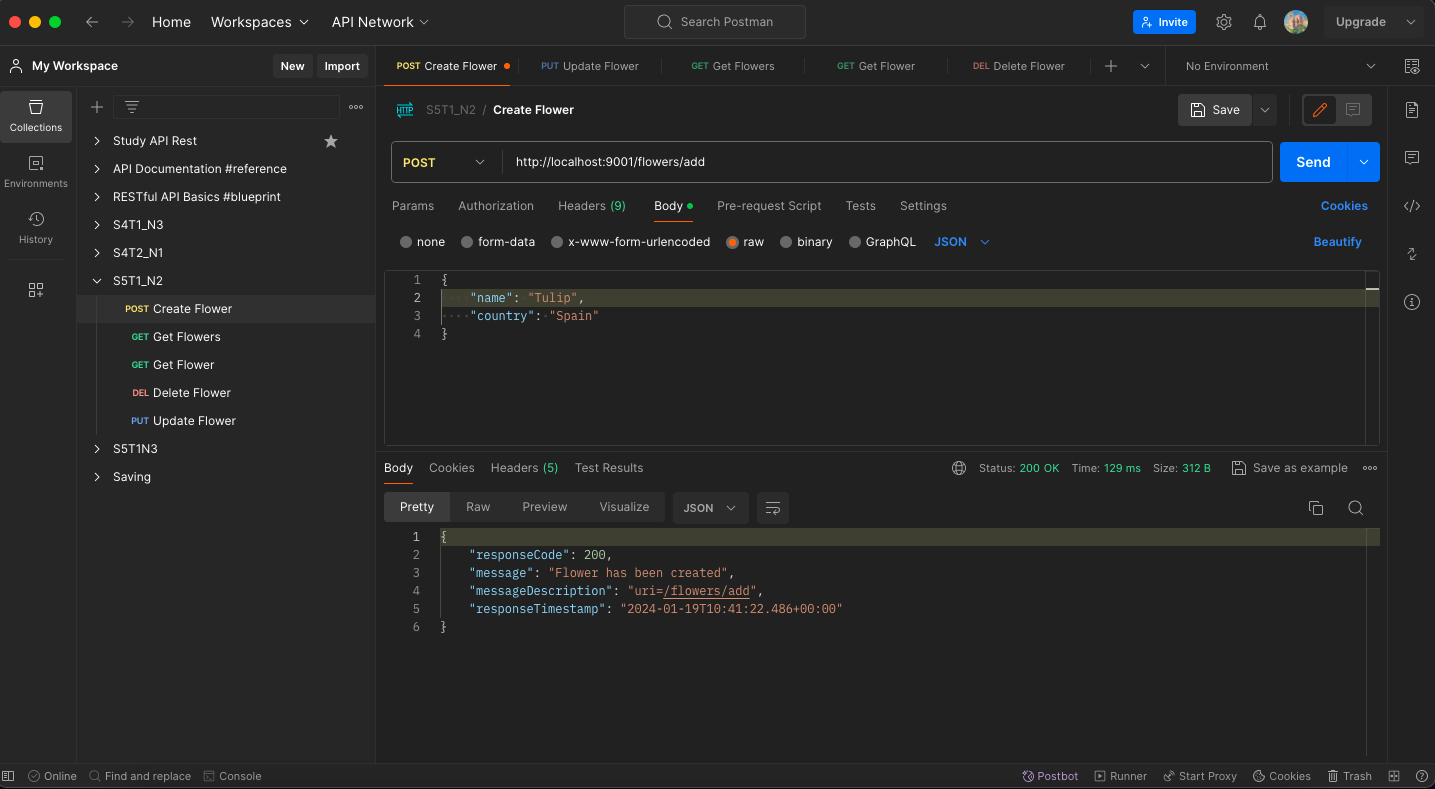 Home Workspaces API Network Search Postman Invite Upgrade
My Workspace New Import
POST Create Flower PUT Update Flower GET Get Flowers GET Get Flower DEL Delete Flower No Environment
Collections
Environments
History
Study API Rest
API Documentation #reference
RESTful API Basics #blueprint
S4T1_N3
S4T2_N1
S5T1_N2
POST Create Flower
GET Get Flowers
GET Get Flower
DEL Delete Flower
PUT Update Flower
S5T1N3
Saving
HTTP S5T1_N2 / Create Flower Save
POST http://localhost:9001/flowers/add Send
Params Authorization Headers (9) Body Pre-request Script Tests Settings Cookies
none form-data x-www-form-urlencoded raw binary GraphQL JSON Beautify
1 {
2 "name": "Tulip",
3 "country": "Spain"
4 }
Body Cookies Headers (5) Test Results Status: 200 OK Time: 129 ms Size: 312 B Save as example
Pretty Raw Preview Visualize JSON
1 {
2 "responseCode": 200,
3 "message": "Flower has been created",
4 "messageDescription": "uri=/flowers/add",
5 "responseTimestamp": "2024-01-19T10:41:22.486+00:00"
6 }
Online Find and replace Console Postbot Runner Start Proxy Cookies Trash